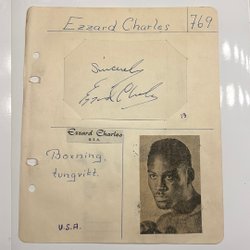 Ezzard Charles
769
Sincerely
Ezzard Charles
Ezzard Charles
U.S.A.
Boxning,
tungvikt.
U.S.A.